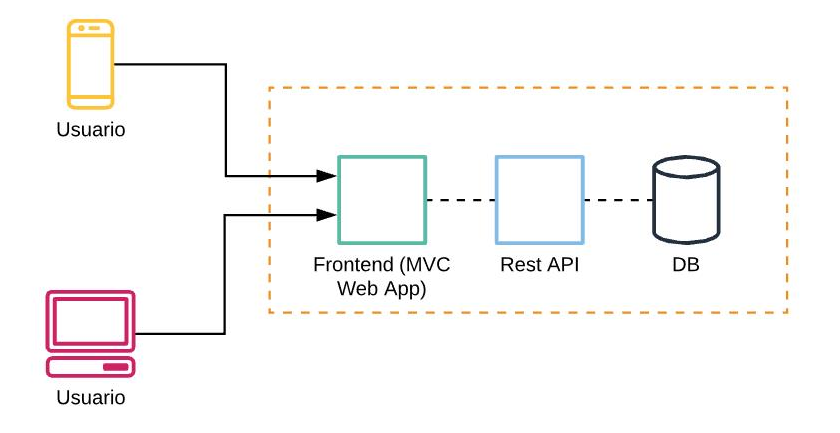 Usuario
Frontend (MVC
Web App)
Rest API
DB
Usuario